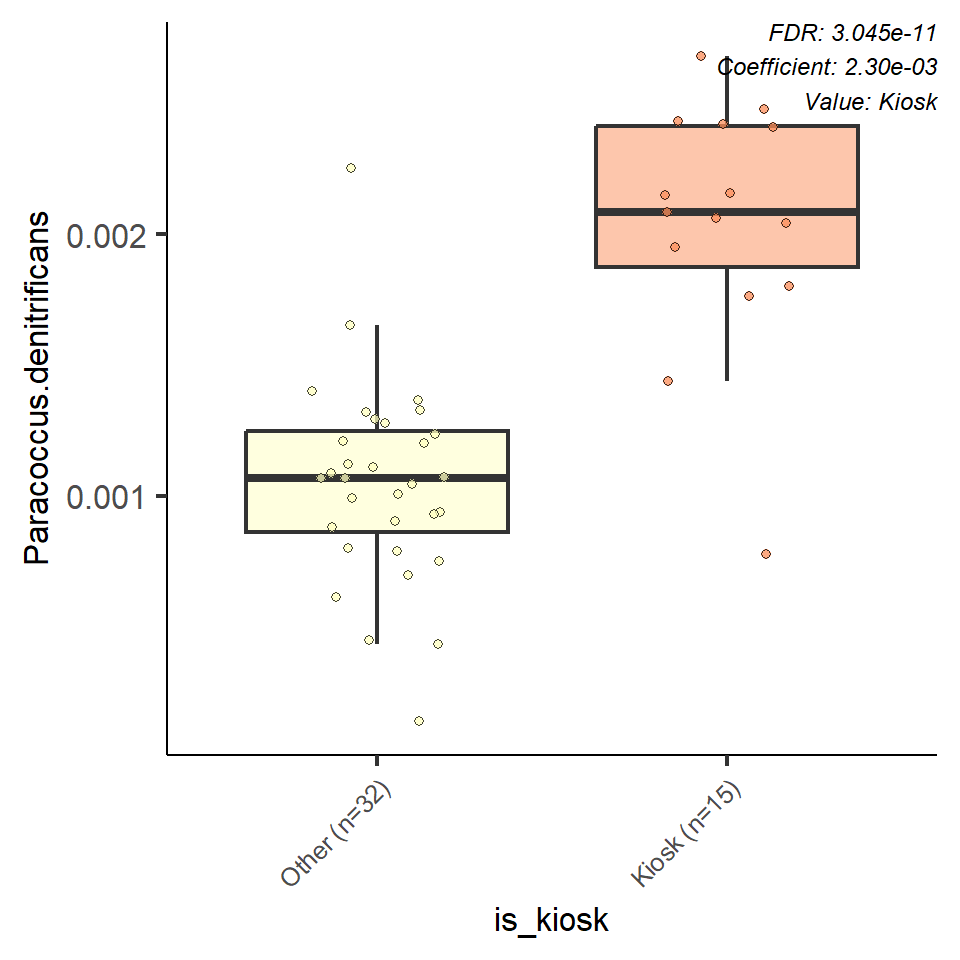 FDR: 3.045e-11
Coefficient: 2.30e-03
Value: Kiosk
Paracoccus.denitrificans
0.002
0.001
Other (n=32)
Kiosk (n=15)
is_kiosk